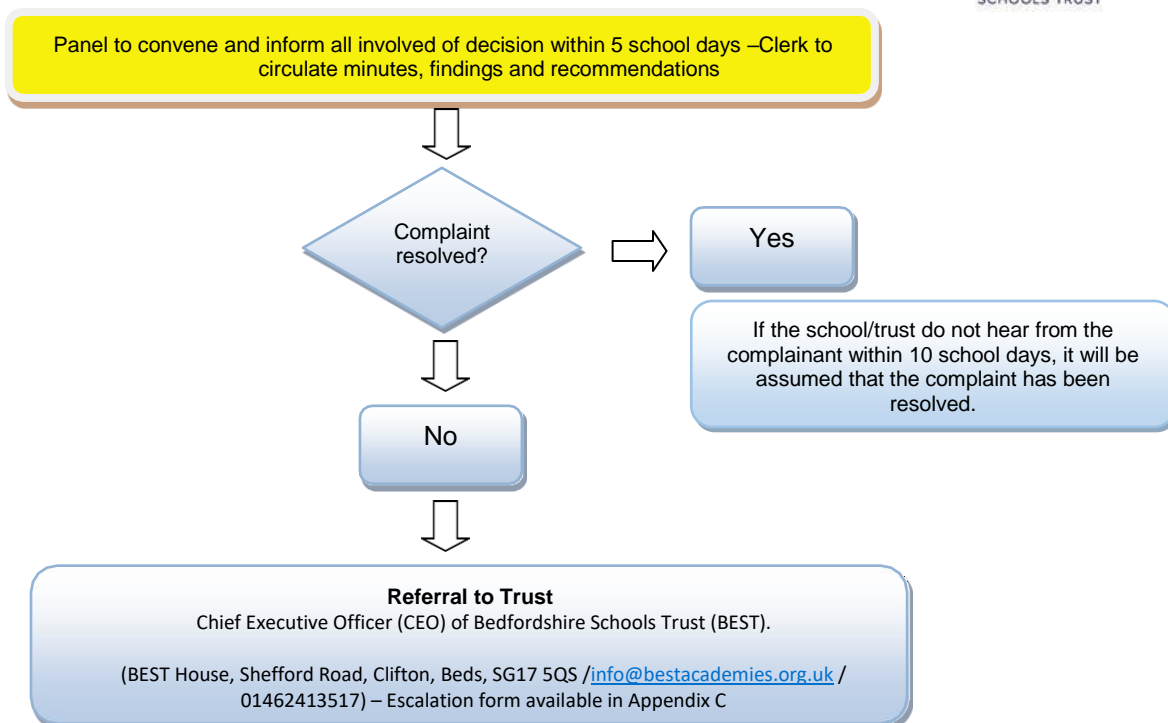 SCHOOLS TRUST
Panel to convene and inform all involved of decision within 5 school days –Clerk to
circulate minutes, findings and recommendations
Complaint
resolved?
Yes
If the school/trust do not hear from the
complainant within 10 school days, it will be
assumed that the complaint has been
resolved.
No
Referral to Trust
Chief Executive Officer (CEO) of Bedfordshire Schools Trust (BEST).
(BEST House, Shefford Road, Clifton, Beds, SG17 5QS /info@bestacademies.org.uk /
01462413517) – Escalation form available in Appendix C